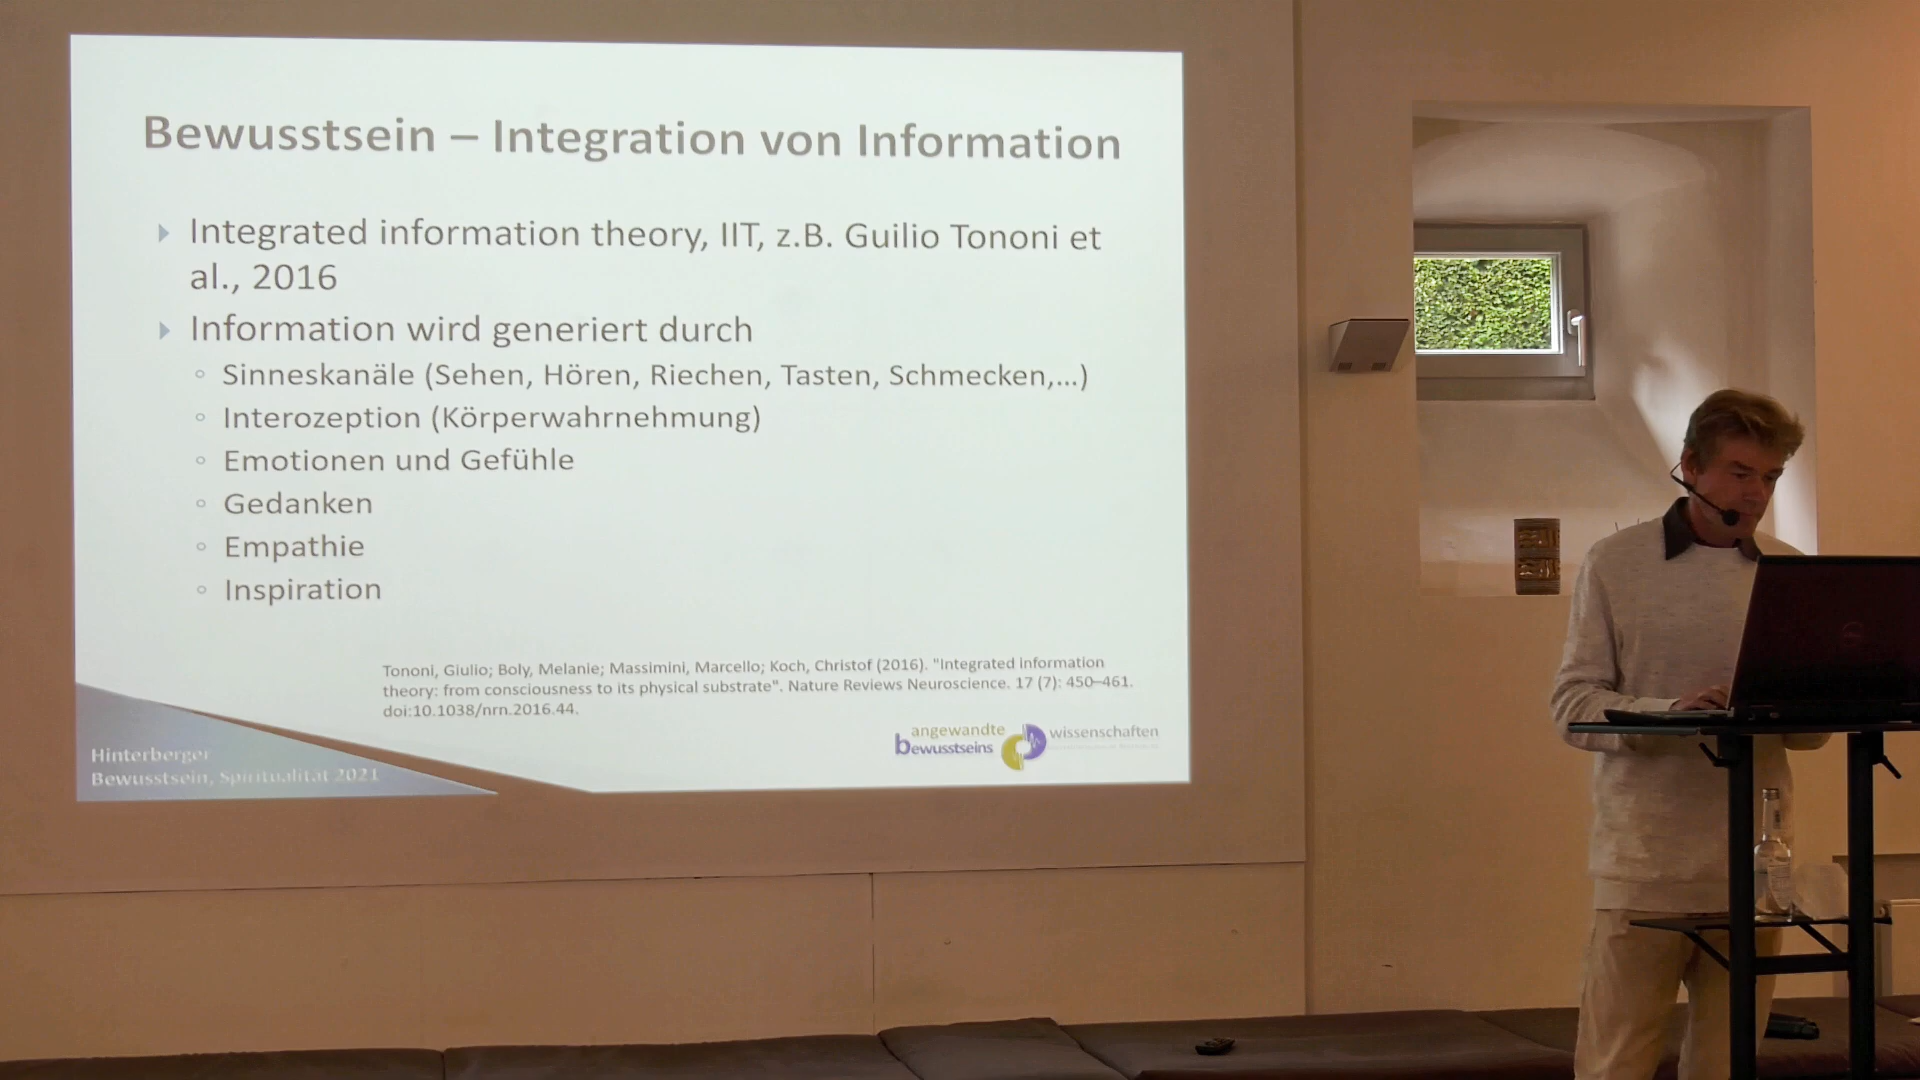 Bewusstsein – Integration von Information
Integrated information theory, IIT, z.B. Guilio Tononi et
al., 2016
Information wird generiert durch
Sinneskanäle (Sehen, Hören, Riechen, Tasten, Schmecken,...)
Interozeption (Körperwahrnehmung)
Emotionen und Gefühle
Gedanken
Empathie
Inspiration
Tononi, Giulio; Boly, Melanie; Massimini, Marcello; Koch, Christof (2016). "Integrated information
theory: from consciousness to its physical substrate". Nature Reviews Neuroscience. 17 (7): 450–461.
doi:10.1038/nrn.2016.44.
angewandte
bewusstseins
wissenschaften
Hinterberger
Bewusstsein, Spiritualität 2021